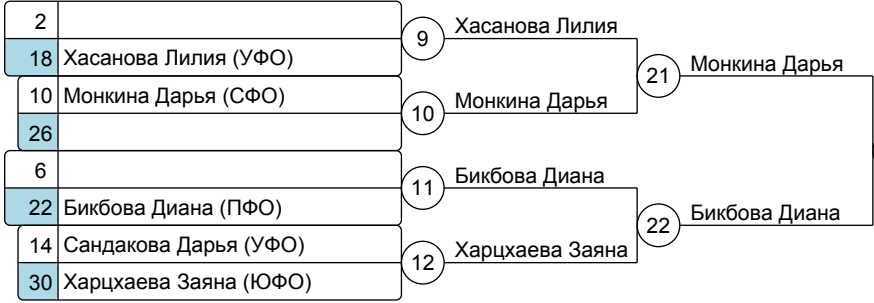 2
18 Хасанова Лилия (УФО)
9 Хасанова Лилия
10 Монкина Дарья (СФО)
26
10 Монкина Дарья
21 Монкина Дарья
6
22 Бикбова Диана (ПФО)
11 Бикбова Диана
14 Сандакова Дарья (УФО)
30 Харцхаева Заяна (ЮФО)
12 Харцхаева Заяна
22 Бикбова Диана